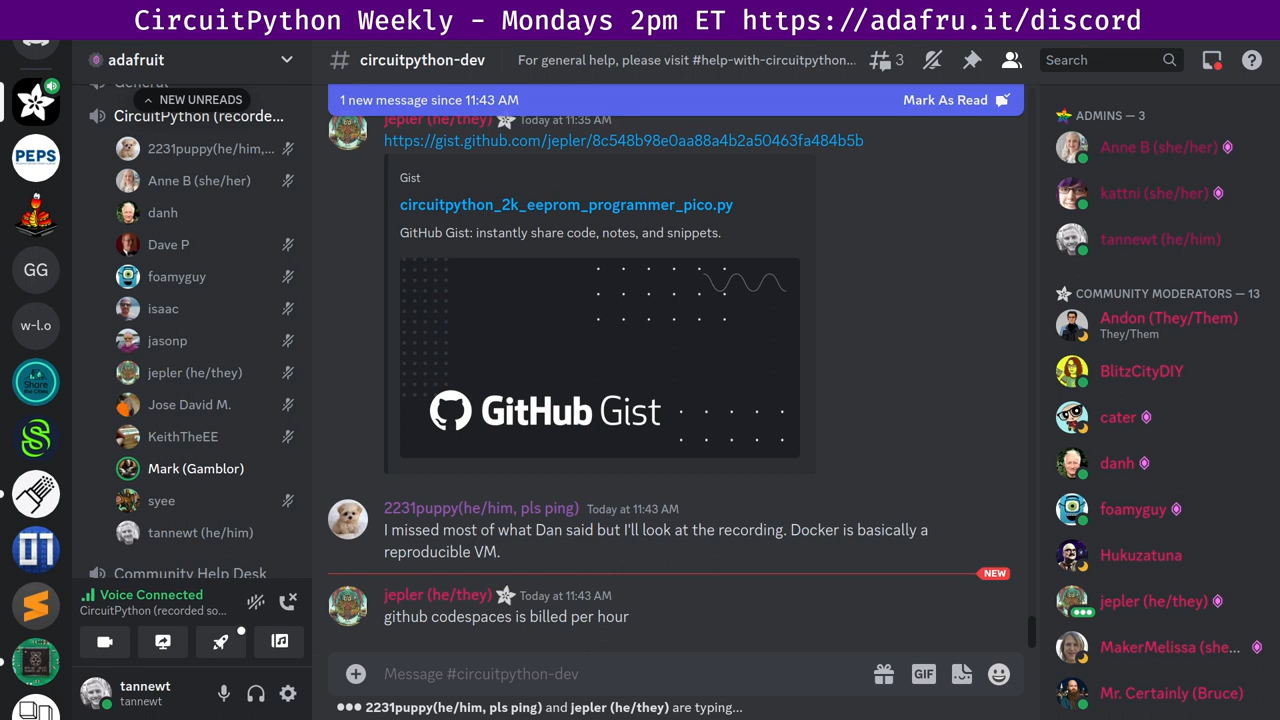 CircuitPython Weekly - Mondays 2pm ET https://adafru.it/discord
adafruit
General
NEW UNREADS
CircuitPython (recorde...
2231puppy(he/him,...
Anne B (she/her)
danh
Dave P
foamyguy
isaac
jasonp
jepler (he/they)
Jose David M.
KeithTheEE
Mark (Gamblor)
syee
tannewt (he/him)
Community Help Desk
Voice Connected
CircuitPython (recorded so...
tannewt
tannewt
PEPS
GG
w-l.o
Share
the Cities
circuitpython-dev
For general help, please visit #help-with-circuitpython...
3
Search
1 new message since 11:43 AM
Mark As Read
jepler (he/they) Today at 11:35 AM
https://gist.github.com/jepler/8c548b98e0aa88a4b2a50463fa484b5b
Gist
circuitpython_2k_eeprom_programmer_pico.py
GitHub Gist: instantly share code, notes, and snippets.
GitHub Gist
2231puppy(he/him, pls ping) Today at 11:43 AM
I missed most of what Dan said but I'll look at the recording. Docker is basically a
reproducible VM.
NEW
jepler (he/they) Today at 11:43 AM
github codespaces is billed per hour
Message #circuitpython-dev
GIF
2231puppy(he/him, pls ping) and jepler (he/they) are typing...
ADMINS — 3
Anne B (she/her)
kattni (she/her)
tannewt (he/him)
COMMUNITY MODERATORS — 13
Andon (They/Them)
They/Them
BlitzCityDIY
cater
danh
foamyguy
Hukuzatuna
jepler (he/they)
MakerMelissa (she...
Mr. Certainly (Bruce)